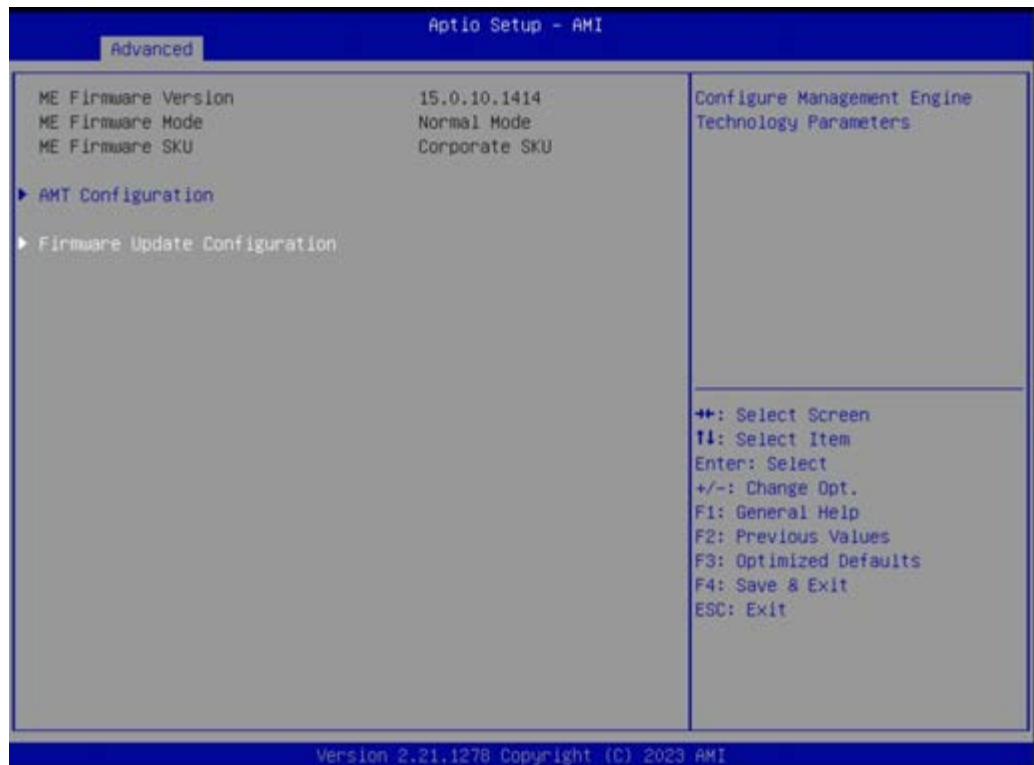 Aptio Setup - AMI
Advanced
ME Firmware Version 15.0.10.1414
ME Firmware Mode Normal Mode
ME Firmware SKU Corporate SKU
AMT Configuration
Firmware Update Configuration
Configure Management Engine
Technology Parameters
→←: Select Screen
↑↓: Select Item
Enter: Select
+/-: Change Opt.
F1: General Help
F2: Previous Values
F3: Optimized Defaults
F4: Save & Exit
ESC: Exit
Version 2.21.1278 Copyright (C) 2023 AMI